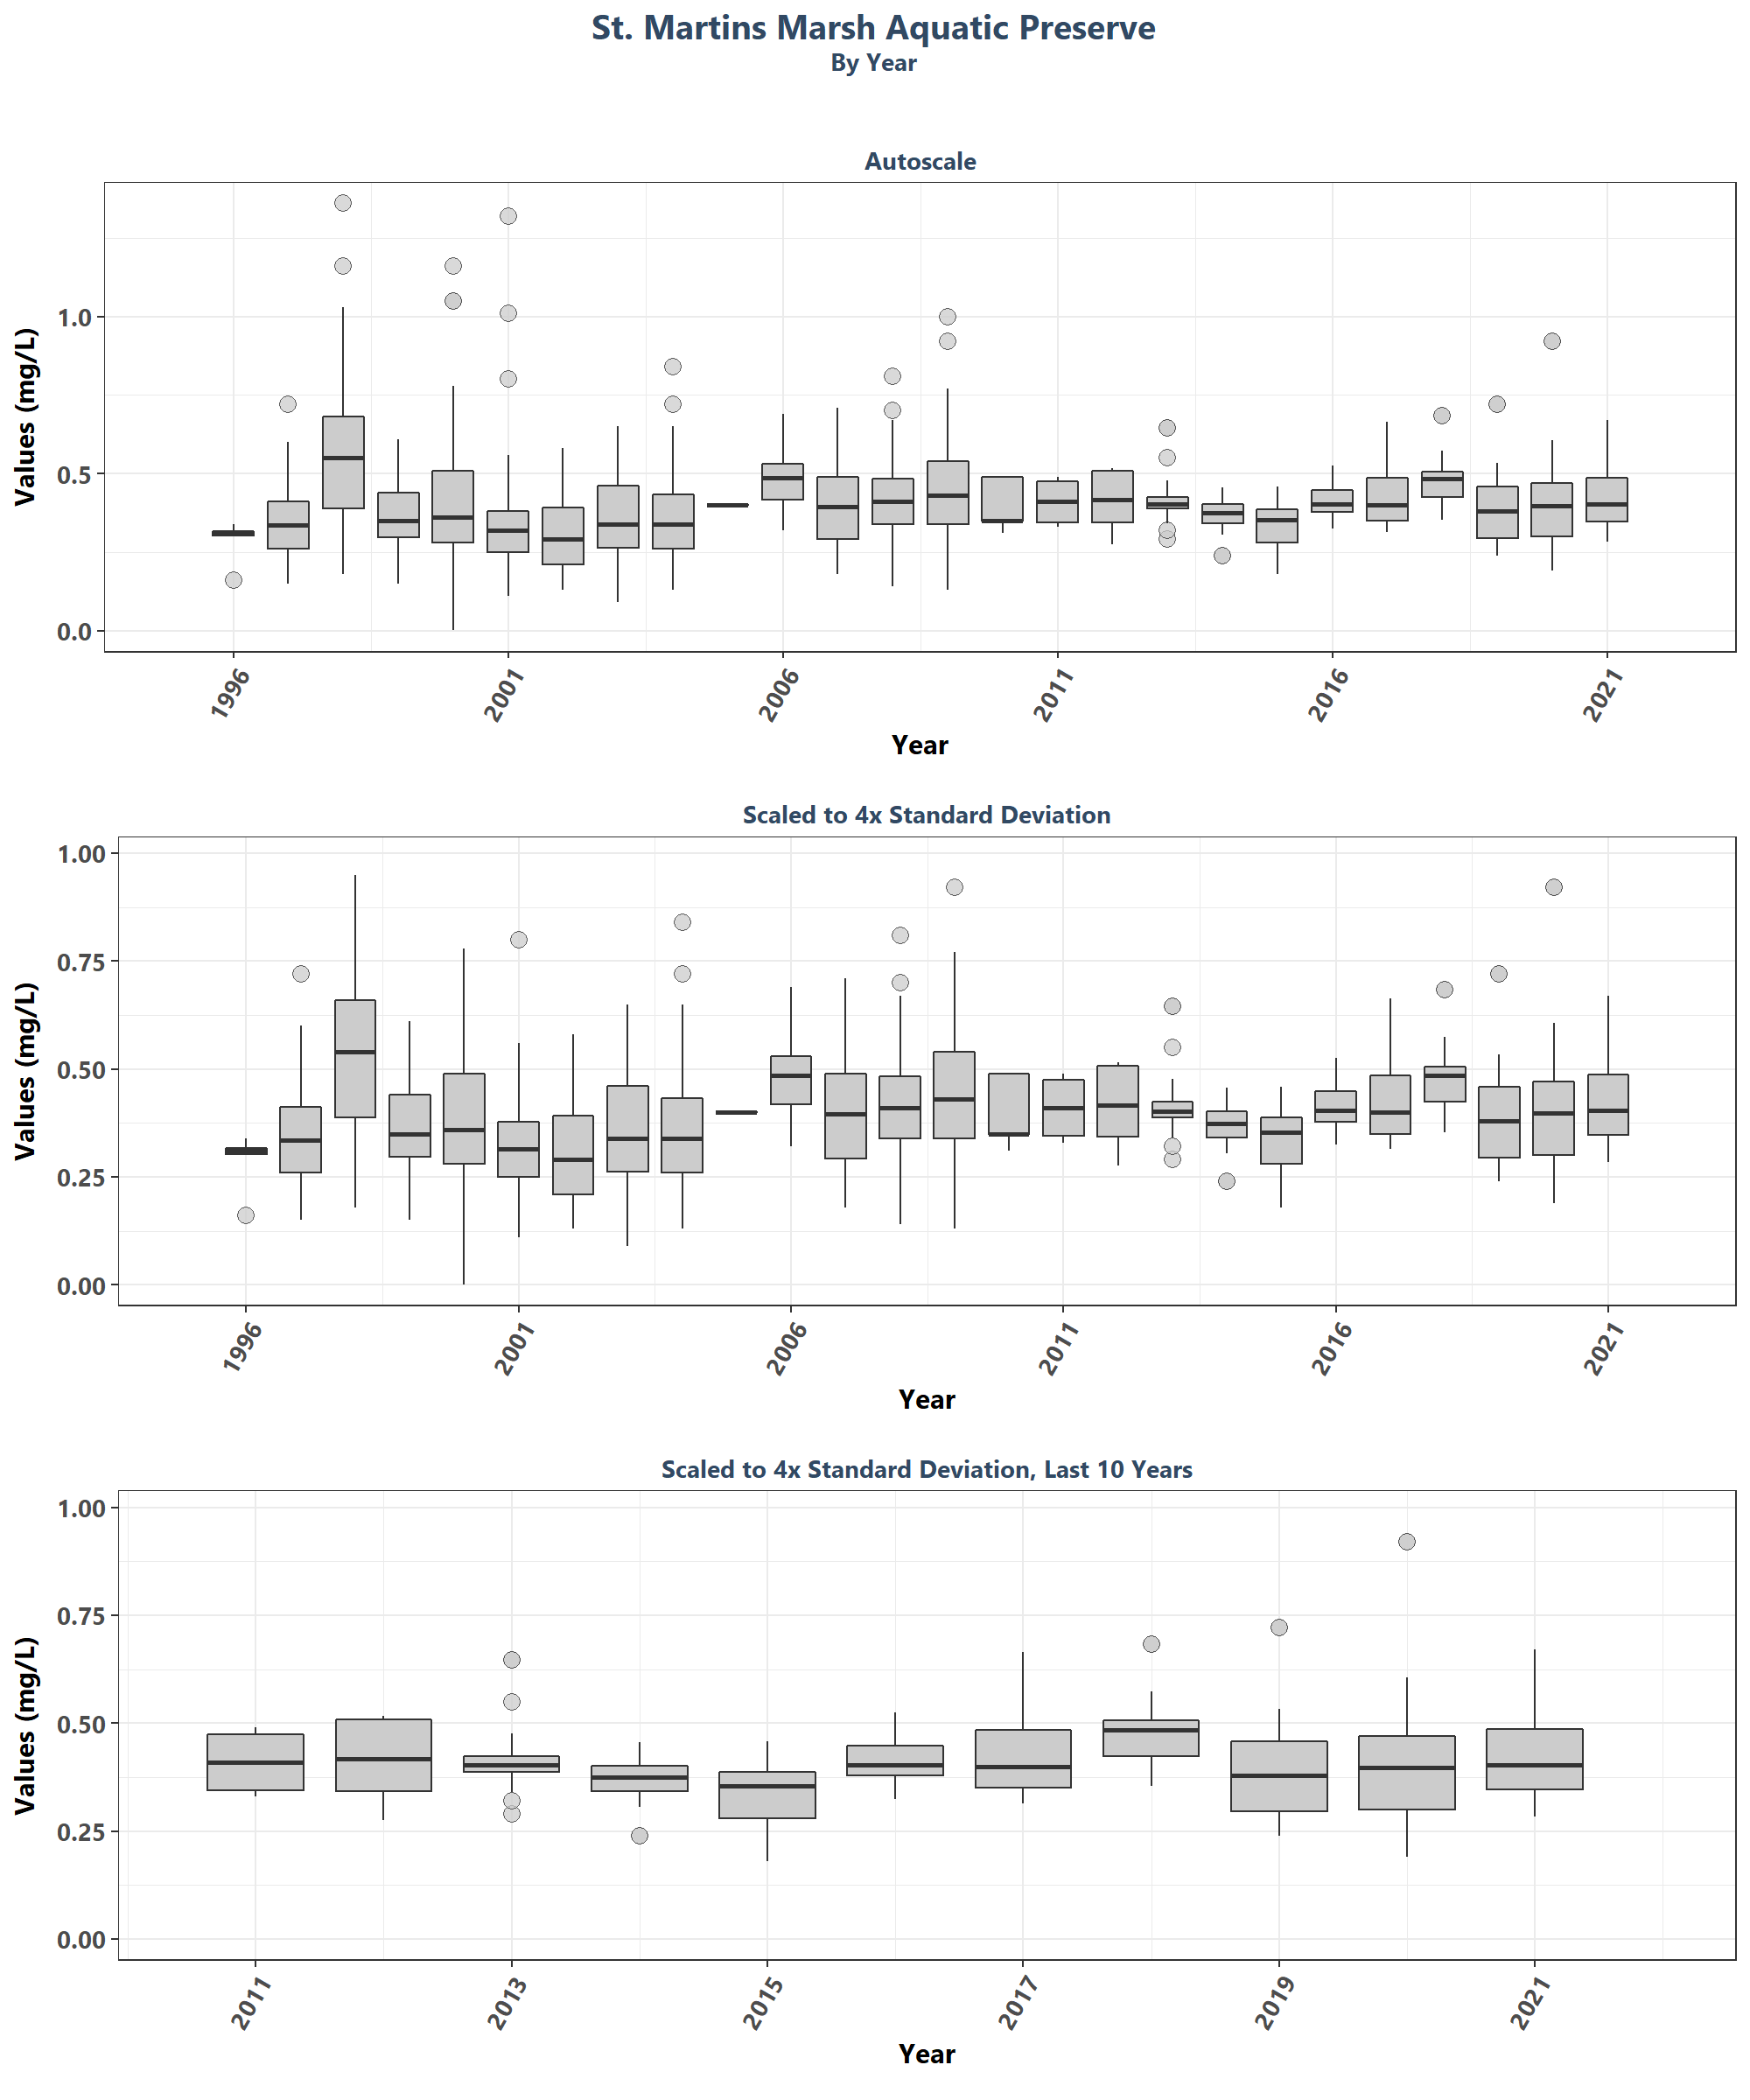 St. Martins Marsh Aquatic Preserve
By Year
Autoscale
Values (mg/L)
1.0
0.5
0.0
1996 2001 2006 2011 2016 2021
Year
Scaled to 4x Standard Deviation
Values (mg/L)
1.00
0.75
0.50
0.25
0.00
1996 2001 2006 2011 2016 2021
Year
Scaled to 4x Standard Deviation, Last 10 Years
Values (mg/L)
1.00
0.75
0.50
0.25
0.00
2011 2013 2015 2017 2019 2021
Year